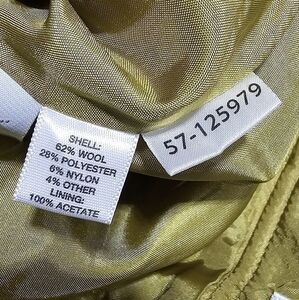 SHELL:
62% WOOL
28% POLYESTER
6% NYLON
4% OTHER
LINING:
100% ACETATE
57-125979